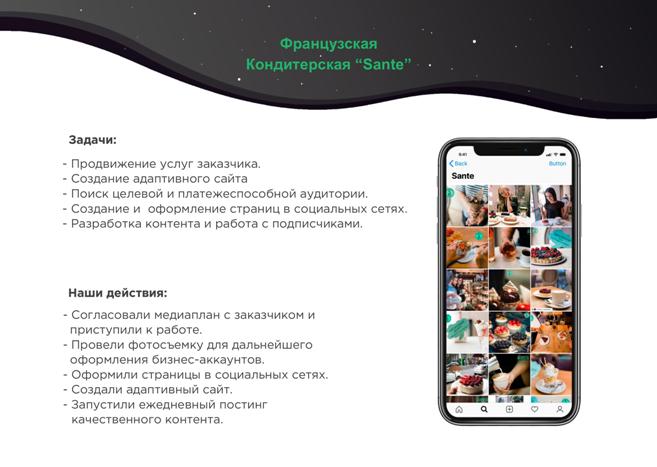 Французская
Кондитерская “Sante”
Задачи:
- Продвижение услуг заказчика.
- Создание адаптивного сайта
- Поиск целевой и платежеспособной аудитории.
- Создание и оформление страниц в социальных сетях.
- Разработка контента и работа с подписчиками.
Наши действия:
- Согласовали медиаплан с заказчиком и
приступили к работе.
- Провели фотосъемку для дальнейшего
оформления бизнес-аккаунтов.
- Оформили страницы в социальных сетях.
- Создали адаптивный сайт.
- Запустили ежедневный постинг
качественного контента.
9:41
Back Button
Sante